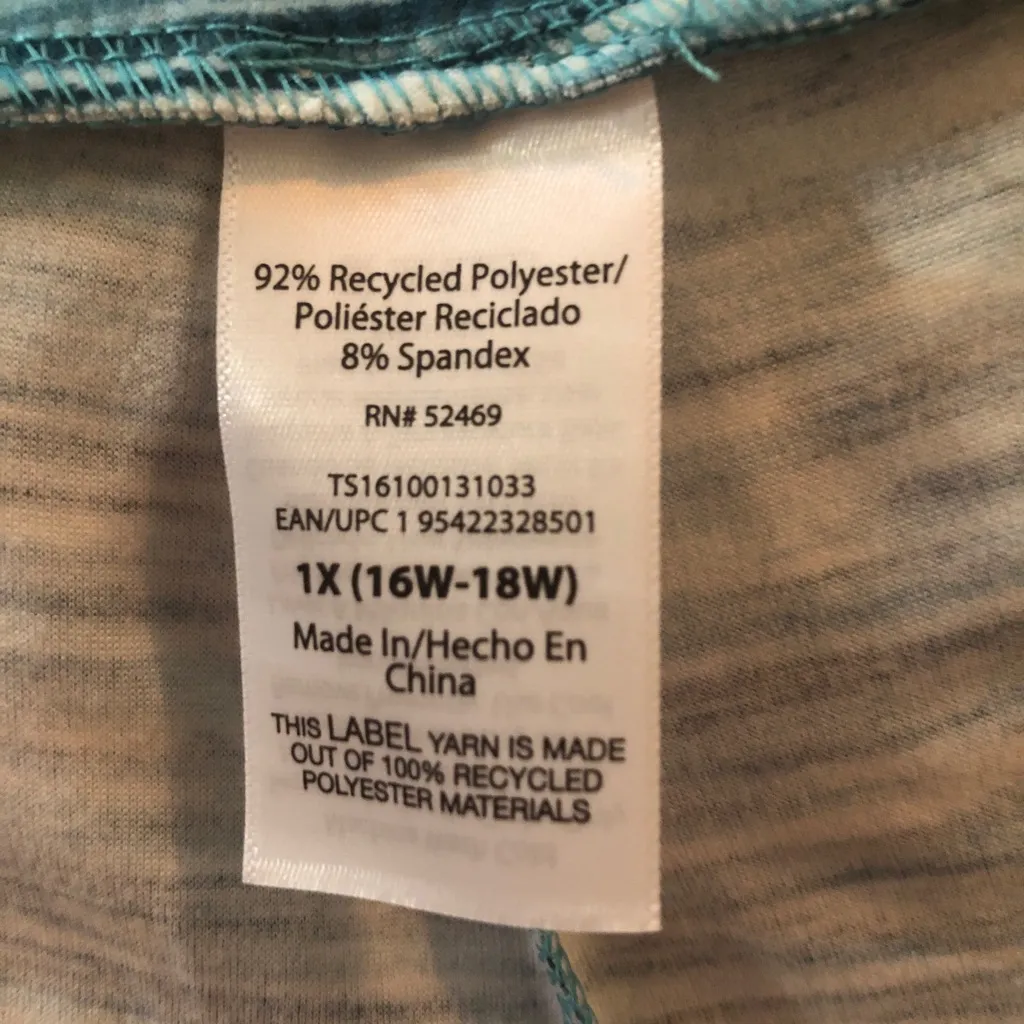 92% Recycled Polyester/
Poliéster Reciclado
8% Spandex
RN# 52469
TS16100131033
EAN/UPC 1 95422328501
1X (16W-18W)
Made In/Hecho En
China
THIS LABEL YARN IS MADE
OUT OF 100% RECYCLED
POLYESTER MATERIALS